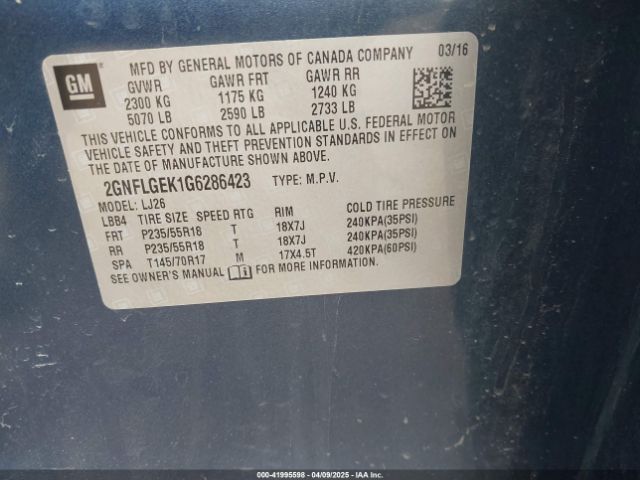 GM
MFD BY GENERAL MOTORS OF CANADA COMPANY 03/16
GVWR GAWR FRT GAWR RR
2300 KG 1175 KG 1240 KG
5070 LB 2590 LB 2733 LB
THIS VEHICLE CONFORMS TO ALL APPLICABLE U.S. FEDERAL MOTOR
VEHICLE SAFETY AND THEFT PREVENTION STANDARDS IN EFFECT ON
THE DATE OF MANUFACTURE SHOWN ABOVE.
2GNFLGEK1G6286423 TYPE: M.P.V.
MODEL: LJ26
LBB4 TIRE SIZE SPEED RTG RIM COLD TIRE PRESSURE
FRT P235/55R18 T 18X7J 240KPA(35PSI)
RR P235/55R18 T 18X7J 240KPA(35PSI)
SPA T145/70R17 M 17X4.5T 420KPA(60PSI)
SEE OWNER'S MANUAL FOR MORE INFORMATION.
000-41995598 - 04/09/2025 - IAAI.COM